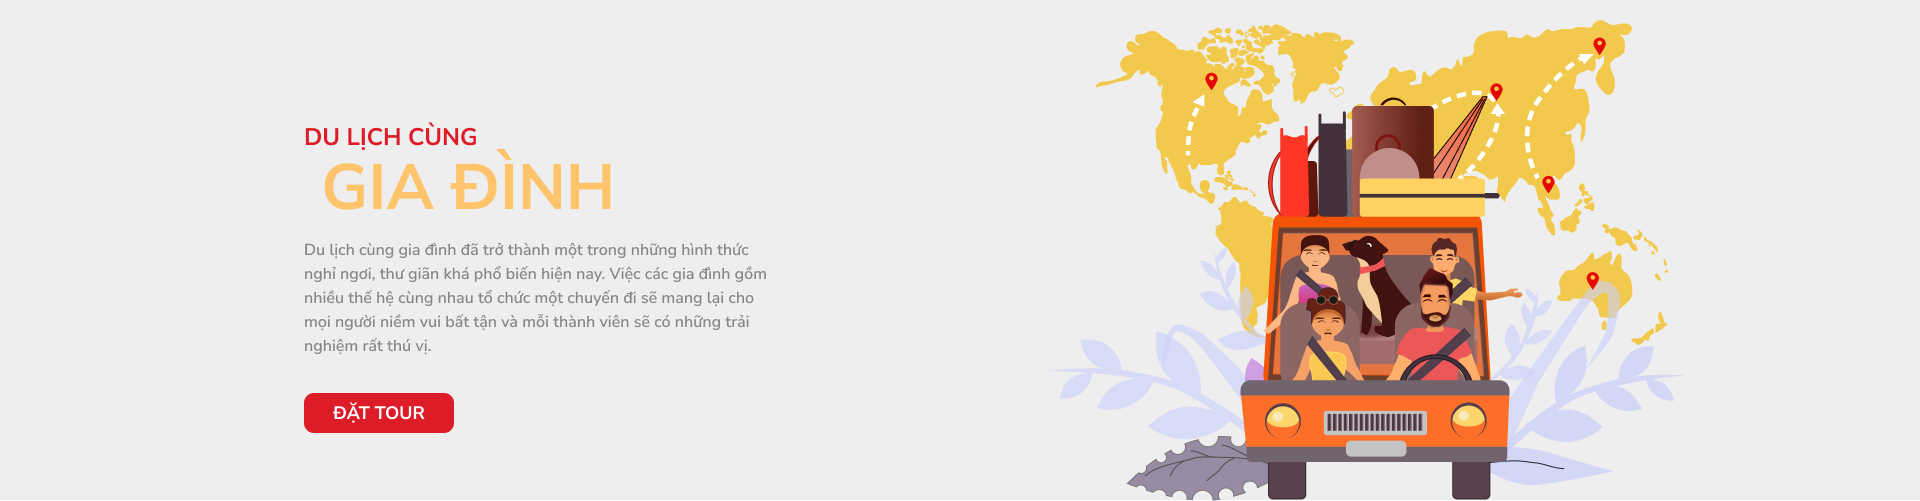 DU LỊCH CÙNG
GIA ĐÌNH
Du lịch cùng gia đình đã trở thành một trong những hình thức
nghỉ ngơi, thư giãn khá phổ biến hiện nay. Việc các gia đình gồm
nhiều thế hệ cùng nhau tổ chức một chuyến đi sẽ mang lại cho
mọi người niềm vui bất tận và mỗi thành viên sẽ có những trải
nghiệm rất thú vị.
ĐẶT TOUR